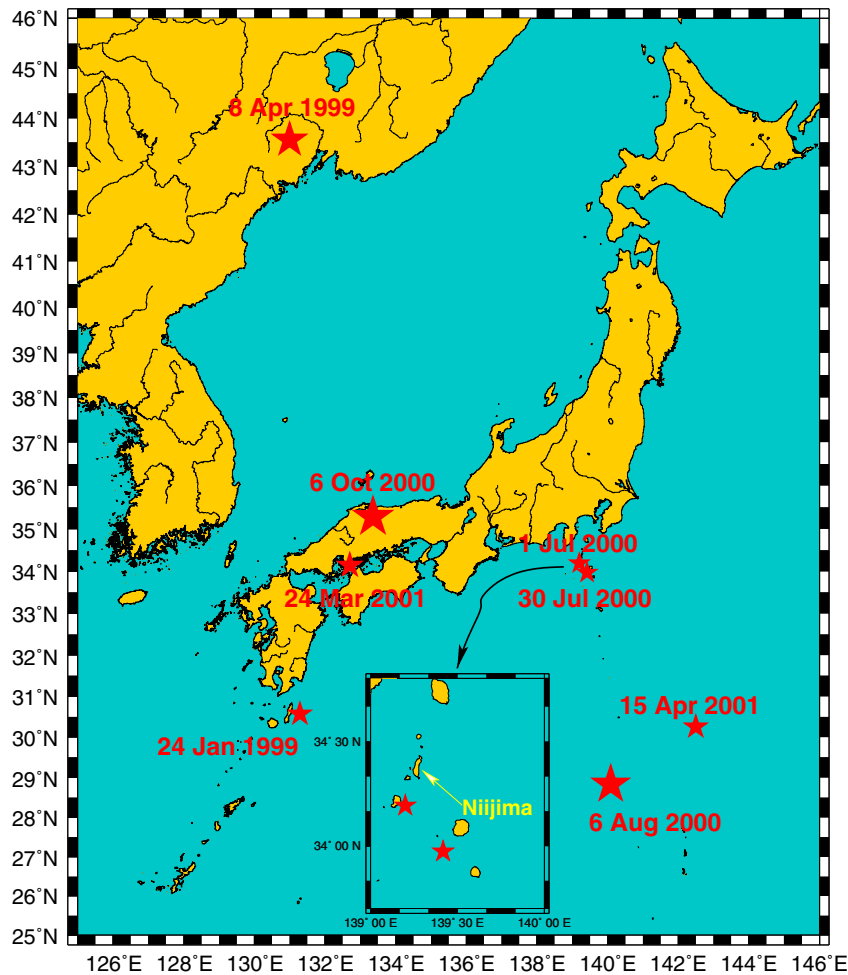 46˚N
45˚N
44˚N
43˚N
42˚N
41˚N
40˚N
39˚N
38˚N
37˚N
36˚N
35˚N
34˚N
33˚N
32˚N
31˚N
30˚N
29˚N
28˚N
27˚N
26˚N
25˚N
8 Apr 1999
6 Oct 2000
1 Jul 2000
24 Mar 2001
30 Jul 2000
15 Apr 2001
24 Jan 1999
6 Aug 2000
34˚ 30 N
Niijima
34˚ 00 N
139˚ 00 E
139˚ 30 E
140˚ 00 E
126˚E
128˚E
130˚E
132˚E
134˚E
136˚E
138˚E
140˚E
142˚E
144˚E
146˚E